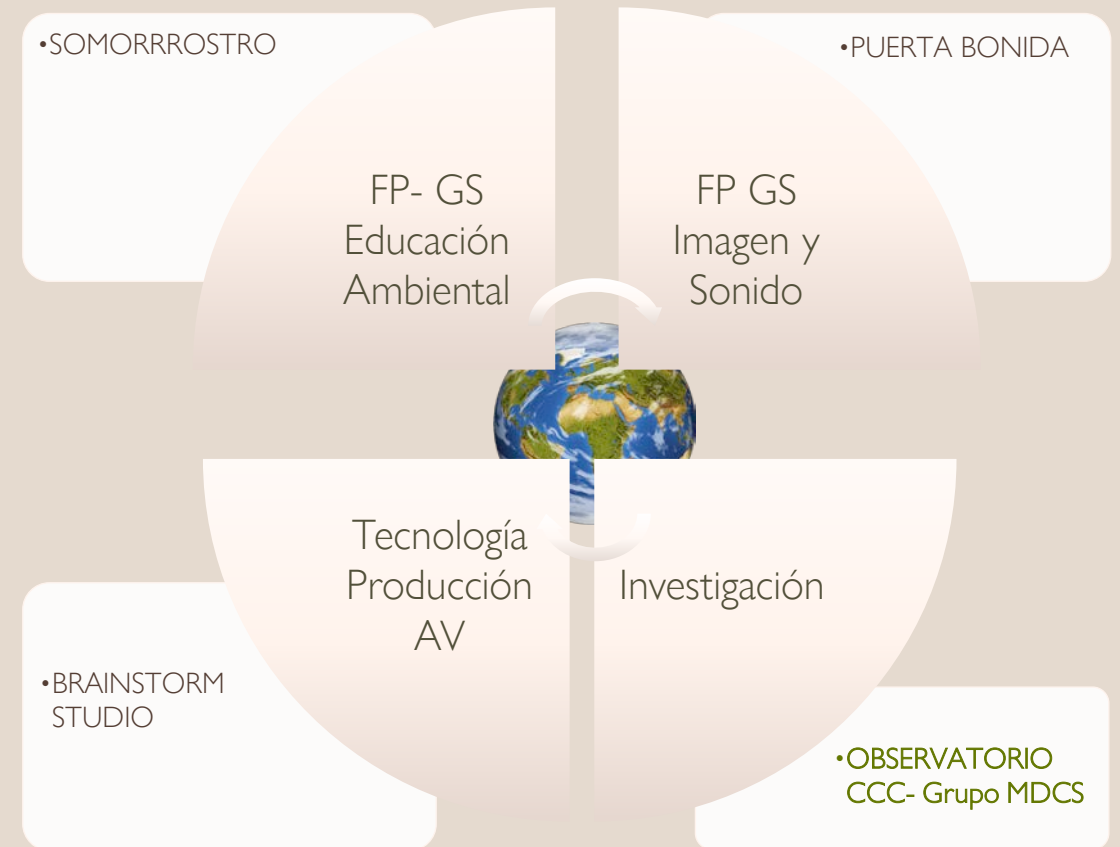 •SOMORRROSTRO
•PUERTA BONIDA
FP- GS
Educación
Ambiental
FP GS
Imagen y
Sonido
Tecnología
Producción
AV
Investigación
•BRAINSTORM
STUDIO
•OBSERVATORIO
CCC- Grupo MDCS